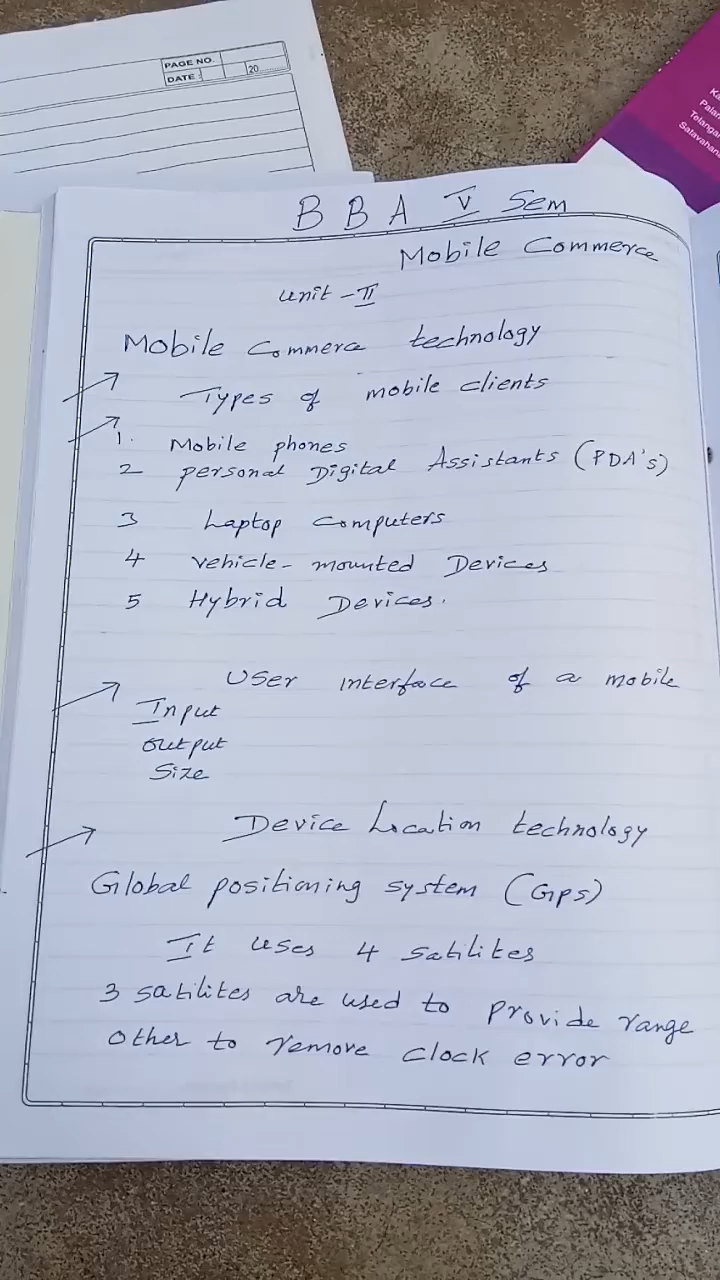 PAGE NO.
DATE : 20
Telangana
Satavahana
B B A V Sem
Mobile Commerce
Unit - II
Mobile Commerce technology
Types of mobile clients
1. Mobile phones
2 personal Digital Assistants (PDA's)
3 Laptop Computers
4 Vehicle-mounted Devices
5 Hybrid Devices.
User interface of a mobile
Input
output
Size
Device Location technology
Global positioning system (GPS)
It uses 4 satilites
3 satilites are used to provide range
other to remove clock error